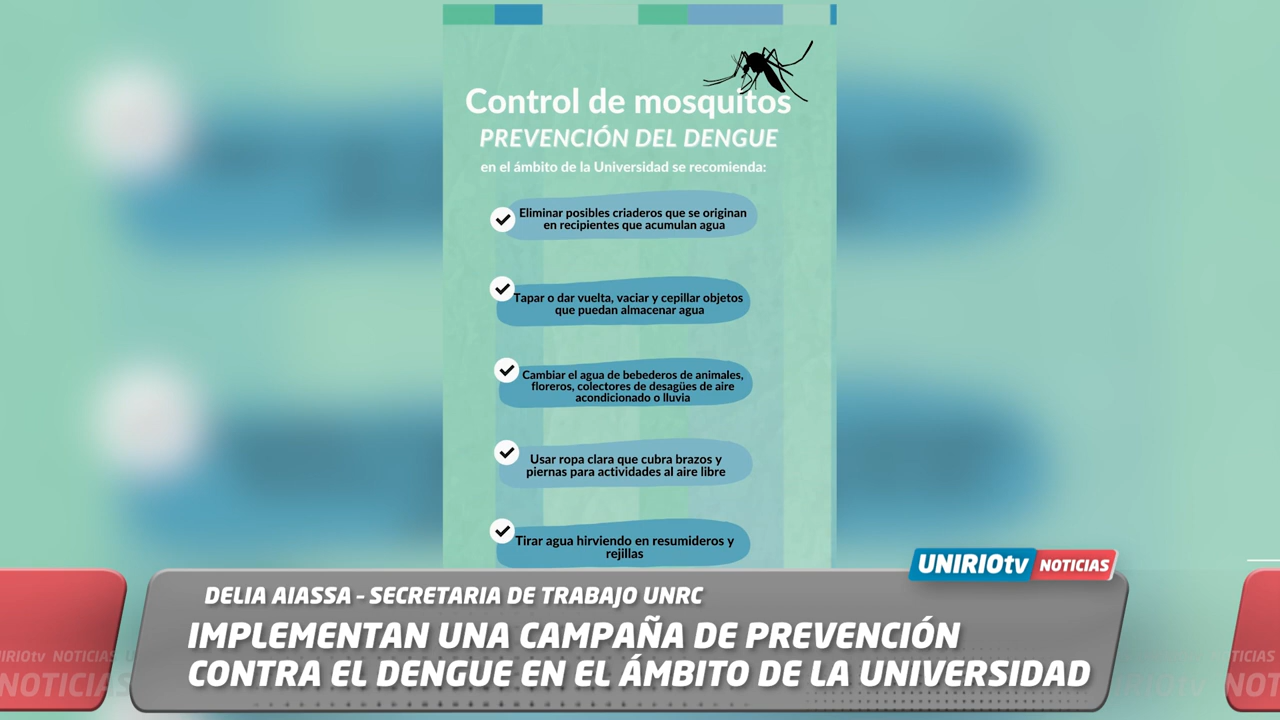 Control de mosquitos
PREVENCIÓN DEL DENGUE
en el ámbito de la Universidad se recomienda:
Eliminar posibles criaderos que se originan
en recipientes que acumulan agua
Tapar o dar vuelta, vaciar y cepillar objetos
que puedan almacenar agua
Cambiar el agua de bebederos de animales,
floreros, colectores de desagües de aire
acondicionado o lluvia
Usar ropa clara que cubra brazos y
piernas para actividades al aire libre
Tirar agua hirviendo en resumideros y
rejillas
UNIRIOtv NOTICIAS
DELIA AIASSA - SECRETARIA DE TRABAJO UNRC
IMPLEMENTAN UNA CAMPAÑA DE PREVENCIÓN
CONTRA EL DENGUE EN EL ÁMBITO DE LA UNIVERSIDAD